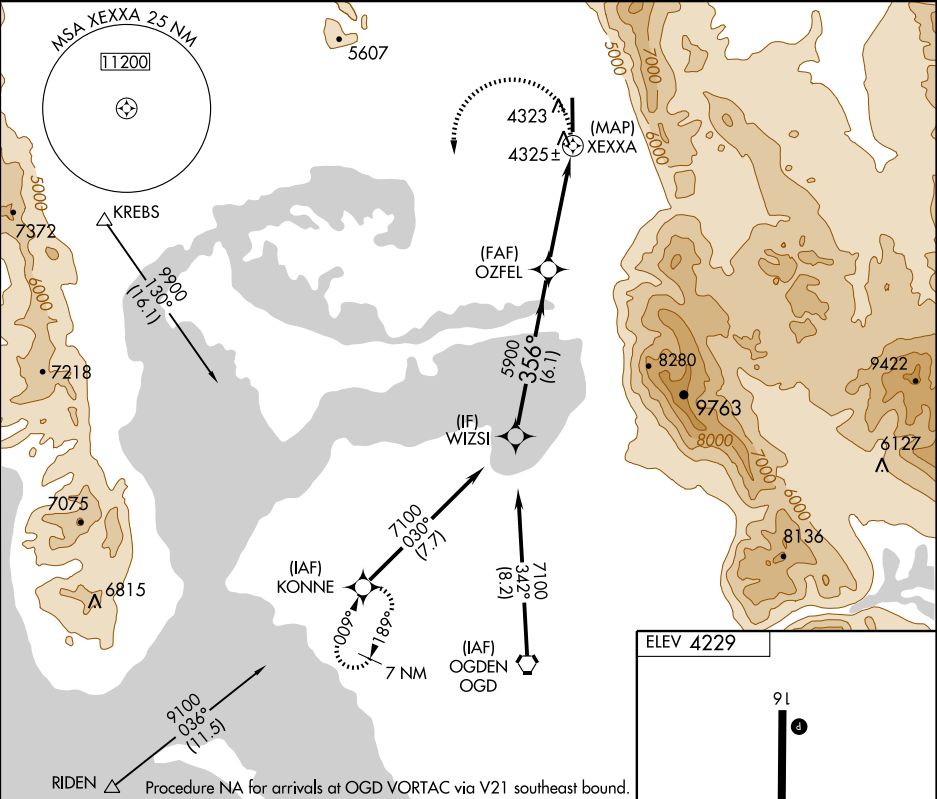 MSA XEXXA 25 NM
11200
5607
5000
7000
6000
4323
4325±
(MAP)
XEXXA
5000
7372
6000
KREBS
9900
130°
(16.1)
(FAF)
OZFEL
5900
356°
(6.1)
7218
8280
9763
8000
7000
6000
9422
6127
(IF)
WIZSI
7075
6815
7100
030°
(7.7)
(IAF)
KONNE
009°
189°
7 NM
7100
342°
(8.2)
8136
(IAF)
OGDEN
OGD
ELEV 4229
16
P
9100
036°
(11.5)
RIDEN
Procedure NA for arrivals at OGD VORTAC via V21 southeast bound.